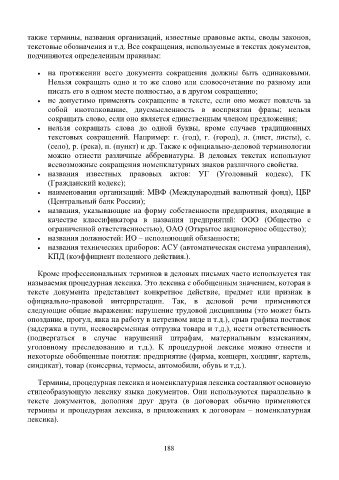 также термины, названия организаций, известные правовые акты, своды законов,
текстовые обозначения и т.д. Все сокращения, используемые в текстах документов,
подчиняются определенным правилам:
• на протяжении всего документа сокращения должны быть одинаковыми.
Нельзя сокращать одно и то же слово или словосочетание по разному или
писать его в одном месте полностью, а в другом сокращенно;
• не допустимо применять сокращение в тексте, если оно может повлечь за
собой инотолкование, двусмысленность в восприятии фразы; нельзя
сокращать слово, если оно является единственным членом предложения;
• нельзя сокращать слова до одной буквы, кроме случаев традиционных
текстовых сокращений. Например: г. (год), г. (город), л. (лист, листы), с.
(село), р. (река), п. (пункт) и др. Также к официально-деловой терминологии
можно отнести различные аббревиатуры. В деловых текстах используют
всевозможные сокращения номенклатурных знаков различного свойства.
• названия известных правовых актов: УГ (Уголовный кодекс), ГК
(Гражданский кодекс);
• наименования организаций: МВФ (Международный валютный фонд), ЦБР
(Центральный банк России);
• названия, указывающие на форму собственности предприятия, входящие в
качестве классификатора в названия предприятий: ООО (Общество с
ограниченной ответственностью), ОАО (Открытое акционерное общество);
• названия должностей: ИО – исполняющий обязанности;
• названия технических приборов: АСУ (автоматическая система управления),
КПД (коэффициент полезного действия.).
Кроме профессиональных терминов в деловых письмах часто используется так
называемая процедурная лексика. Это лексика с обобщенным значением, которая в
тексте документа представляет конкретное действие, предмет или признак в
официально-правовой интерпретации. Так, в деловой речи применяются
следующие общие выражения: нарушение трудовой дисциплины (это может быть
опоздание, прогул, явка на работу в нетрезвом виде и т.д.), срыв графика поставок
(задержка в пути, несвоевременная отгрузка товара и т.д.), нести ответственность
(подвергаться в случае нарушений штрафам, материальным взысканиям,
уголовному преследованию и т.д.). К процедурной лексике можно отнести и
некоторые обобщенные понятия: предприятие (фирма, концерн, холдинг, картель,
синдикат), товар (консервы, термосы, автомобили, обувь и т.д.).
Термины, процедурная лексика и номенклатурная лексика составляют основную
стилеобразующую лексику языка документов. Они используются параллельно в
тексте документов, дополняя друг друга (в договорах обычно применяются
термины и процедурная лексика, в приложениях к договорам – номенклатурная
лексика).
188